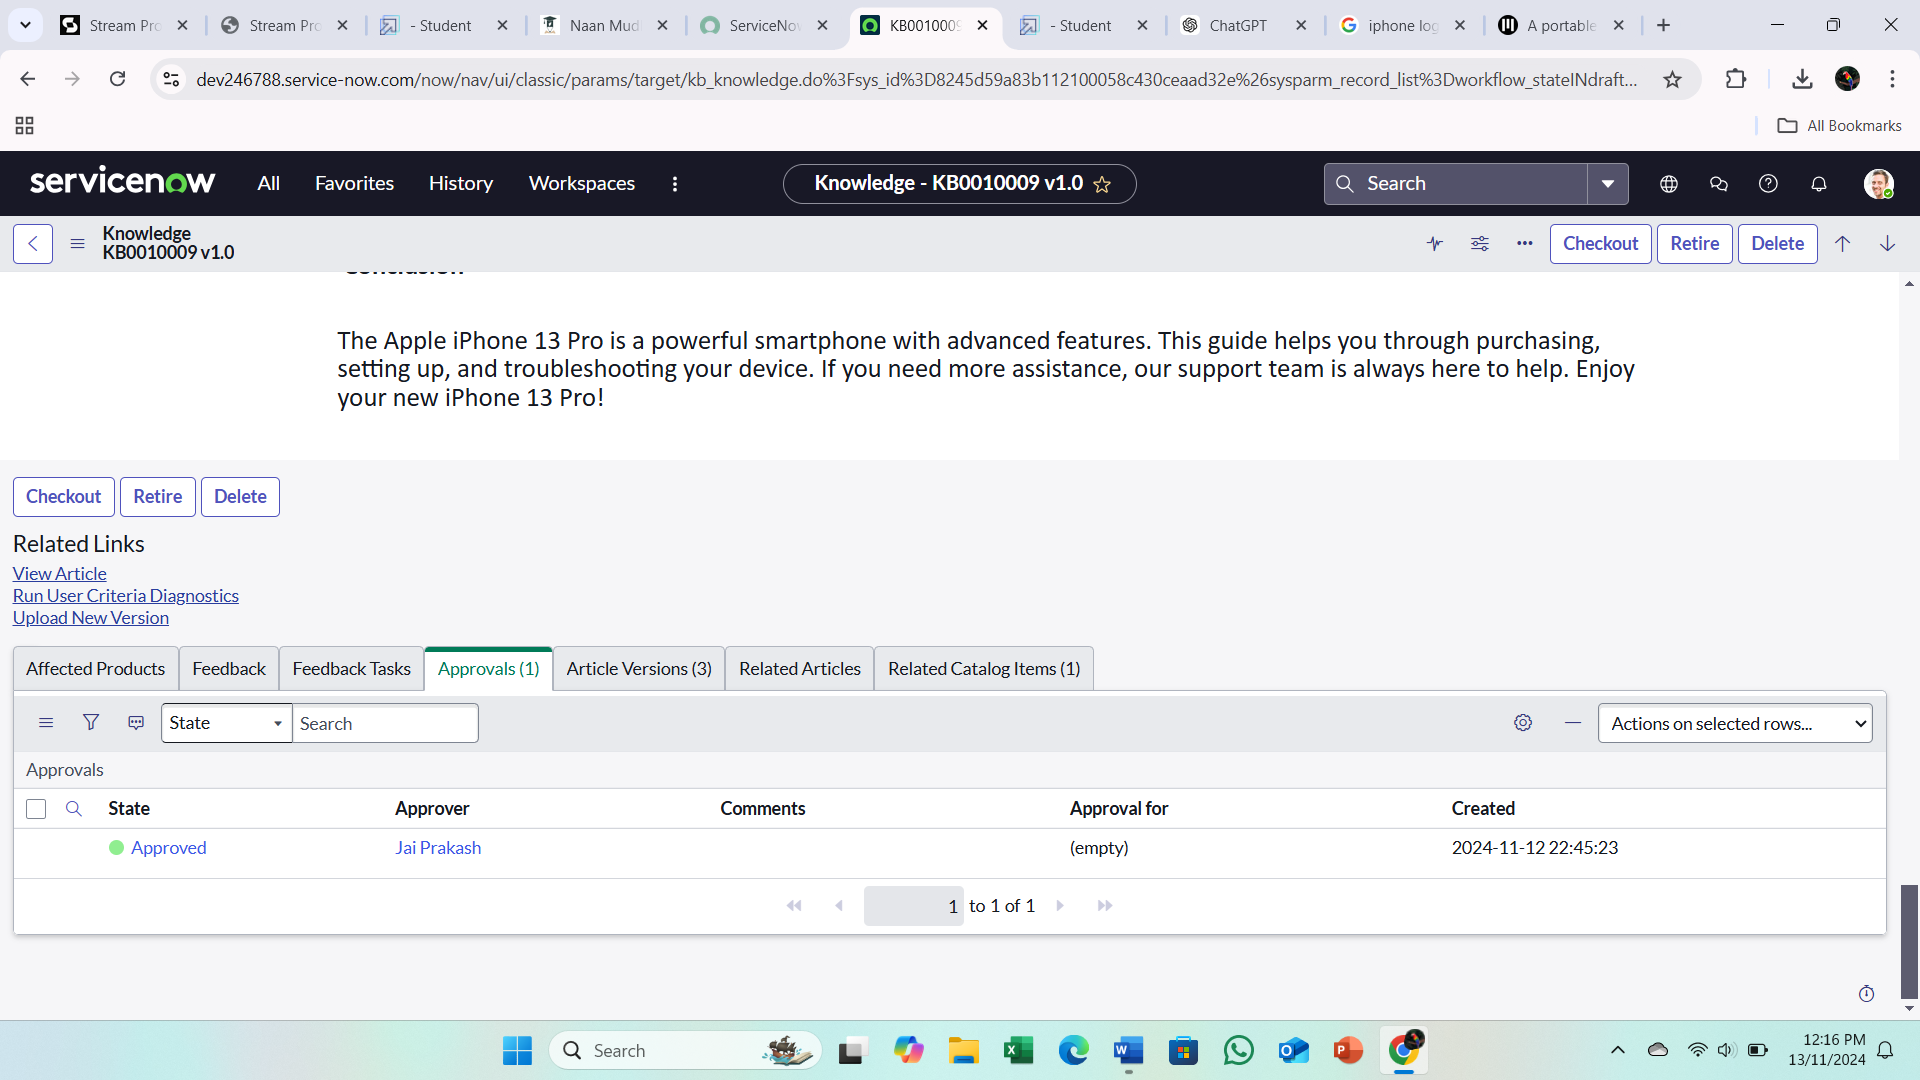 Stream Pro
Stream Pro
- Student
Naan Mud
ServiceNo
KB0010009
- Student
ChatGPT
iphone log
A portable
dev246788.service-now.com/now/nav/ui/classic/params/target/kb_knowledge.do%3Fsys_id%3D8245d59a83b112100058c430ceaad32e%26sysparm_record_list%3Dworkflow_stateINdraft...
All Bookmarks
servicenow
All
Favorites
History
Workspaces
Knowledge - KB0010009 v1.0
Search
Knowledge
KB0010009 v1.0
Checkout
Retire
Delete
Conclusion
The Apple iPhone 13 Pro is a powerful smartphone with advanced features. This guide helps you through purchasing,
setting up, and troubleshooting your device. If you need more assistance, our support team is always here to help. Enjoy
your new iPhone 13 Pro!
Checkout
Retire
Delete
Related Links
View Article
Run User Criteria Diagnostics
Upload New Version
Affected Products
Feedback
Feedback Tasks
Approvals (1)
Article Versions (3)
Related Articles
Related Catalog Items (1)
State
Search
Actions on selected rows...
Approvals
State
Approver
Comments
Approval for
Created
Approved
Jai Prakash
(empty)
2024-11-12 22:45:23
1 to 1 of 1
Search
12:16 PM
13/11/2024